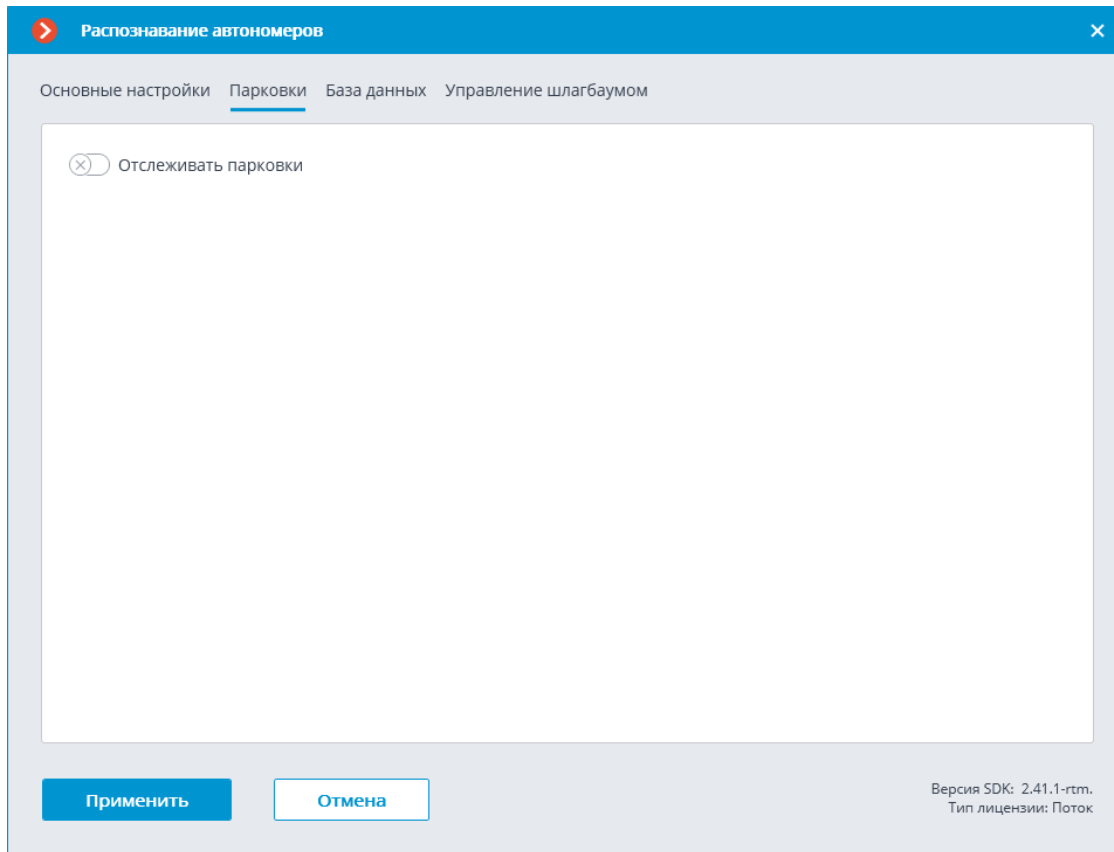 Распознавание автономеров
Основные настройки Парковки База данных Управление шлагбаумом
Отслеживать парковки
Применить Отмена
Версия SDK: 2.41.1-rtm.
Тип лицензии: Поток